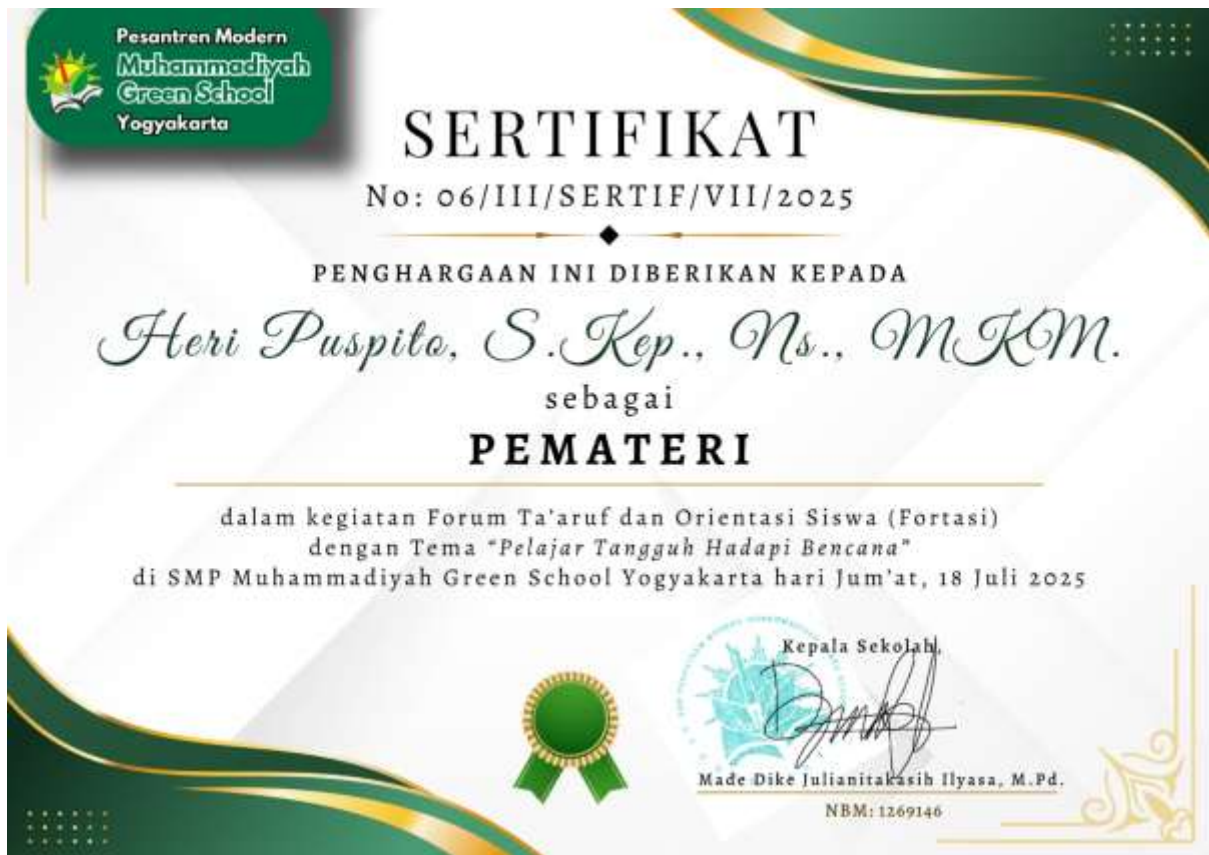 Pesantren Modern
Muhammadiyah
Green School
Yogyakarta
SERTIFIKAT
No: 06/III/SERTIF/VII/2025
PENGHARGAAN INI DIBERIKAN KEPADA
Heri Puspito, S.Kep., Ns., MKM.
sebagai
PEMATERI
dalam kegiatan Forum Ta'aruf dan Orientasi Siswa (Fortasi)
dengan Tema "Pelajar Tangguh Hadapi Bencana"
di SMP Muhammadiyah Green School Yogyakarta hari Jum'at, 18 Juli 2025
Kepala Sekolah,
Made Dike Julianitakasih Ilyasa, M.Pd.
NBM: 1269146